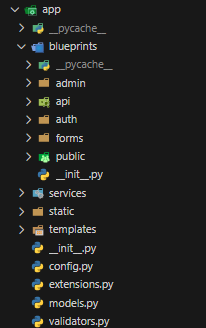 app
__pycache__
blueprints
__pycache__
admin
api
auth
forms
public
__init__.py
services
static
templates
__init__.py
config.py
extensions.py
models.py
validators.py